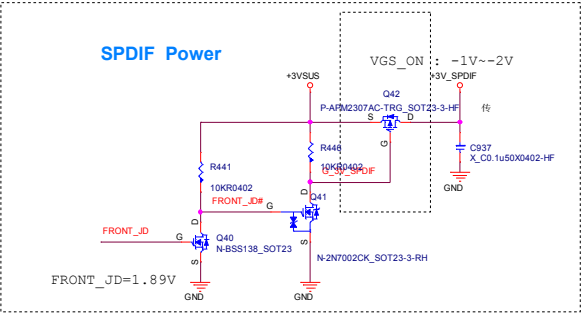 SPDIF Power
VGS_ON : -1V~-2V
+3VSUS
+3V_SPDIF
Q42
P-APM2307AC-TRG_SOT23-3-HF
传
S
D
G
R441
10KR0402
R446
10KR0402
C937
X_C0.1u50X0402-HF
GND
G_3V_SPDIF
FRONT_JD#
G
D
Q41
S
N-2N7002CK_SOT23-3-RH
FRONT_JD
G
D
Q40
N-BSS138_SOT23
S
FRONT_JD=1.89V
GND
GND